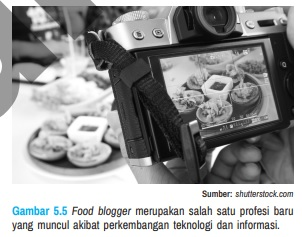 Sumber: shutterstock.com
Gambar 5.5 Food blogger merupakan salah satu profesi baru
yang muncul akibat perkembangan teknologi dan informasi.